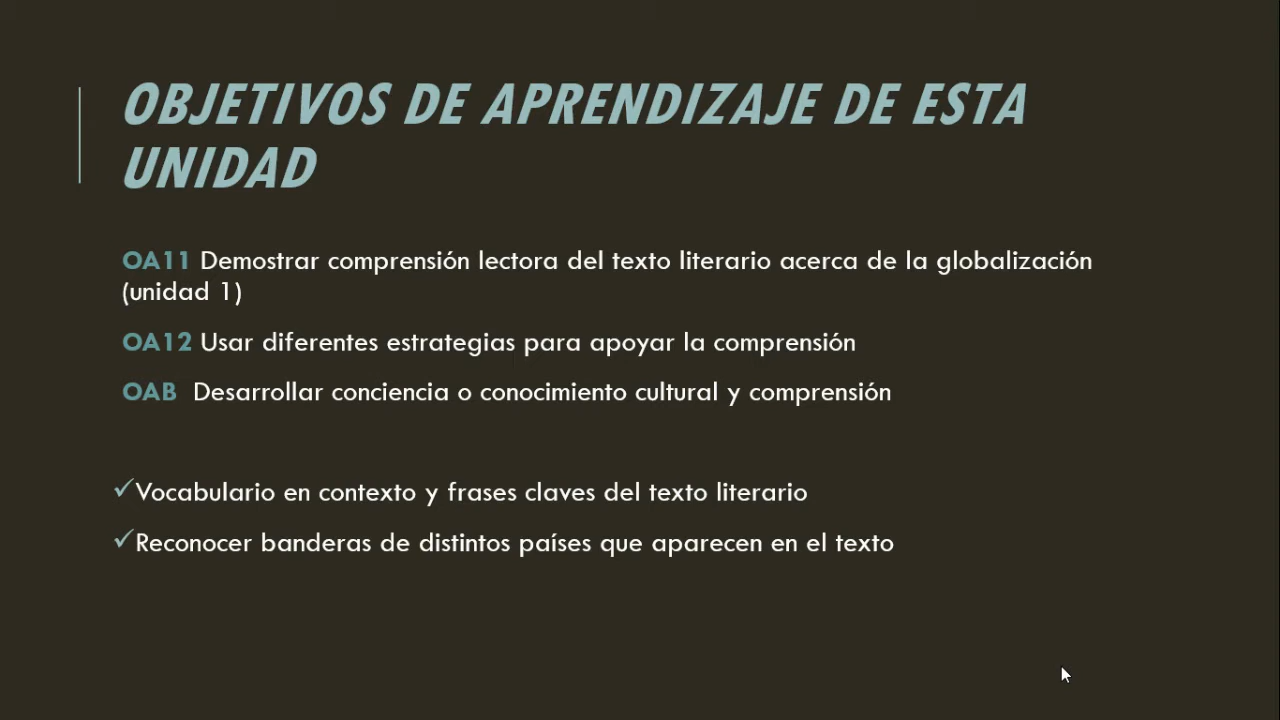 OBJETIVOS DE APRENDIZAJE DE ESTA
UNIDAD
OA11 Demostrar comprensión lectora del texto literario acerca de la globalización
(unidad 1)
OA12 Usar diferentes estrategias para apoyar la comprensión
OAB Desarrollar conciencia o conocimiento cultural y comprensión
✓Vocabulario en contexto y frases claves del texto literario
✓Reconocer banderas de distintos países que aparecen en el texto